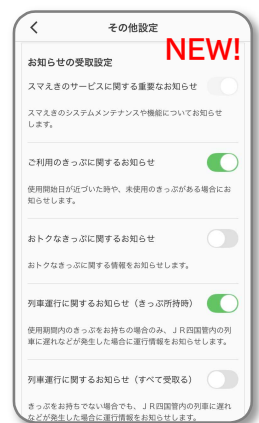 その他設定
NEW!
お知らせの受取設定
スマえきのサービスに関する重要なお知らせ
スマえきのシステムメンテナンスや機能についてお知らせ
します。
ご利用のきっぷに関するお知らせ
使用開始日が近づいた時や、未使用のきっぷがある場合にお
知らせします。
おトクなきっぷに関するお知らせ
おトクなきっぷに関する情報をお知らせします。
列車運行に関するお知らせ（きっぷ所持時）
使用期間内のきっぷをお持ちの場合のみ、ＪＲ四国管内の列
車に遅れなどが発生した場合に運行情報をお知らせします。
列車運行に関するお知らせ（すべて受取る）
きっぷをお持ちでない場合でも、ＪＲ四国管内の列車に遅れ
などが発生した場合に運行情報をお知らせします。